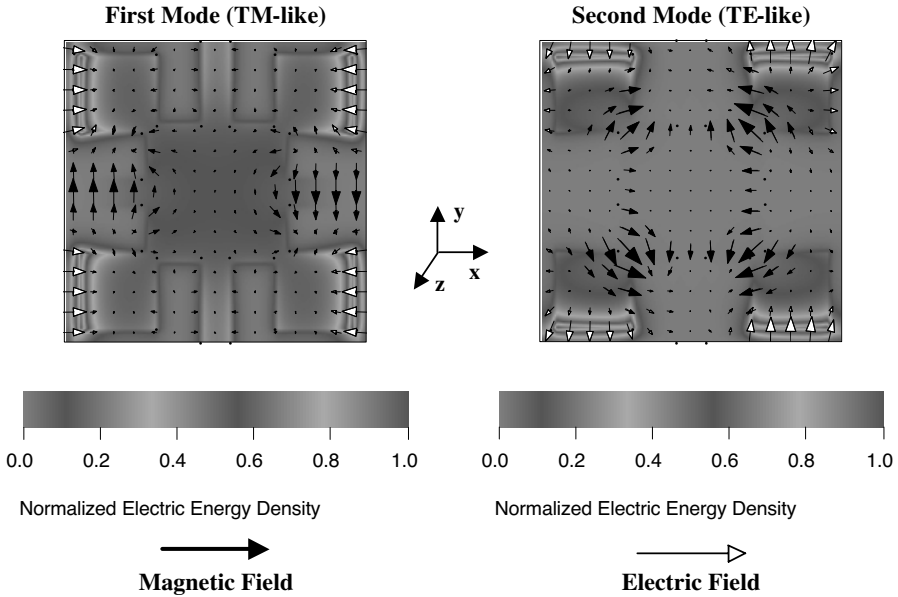 First Mode (TM-like)
Second Mode (TE-like)
y
x
z
0.0 0.2 0.4 0.6 0.8 1.0
0.0 0.2 0.4 0.6 0.8 1.0
Normalized Electric Energy Density
Normalized Electric Energy Density
Magnetic Field
Electric Field